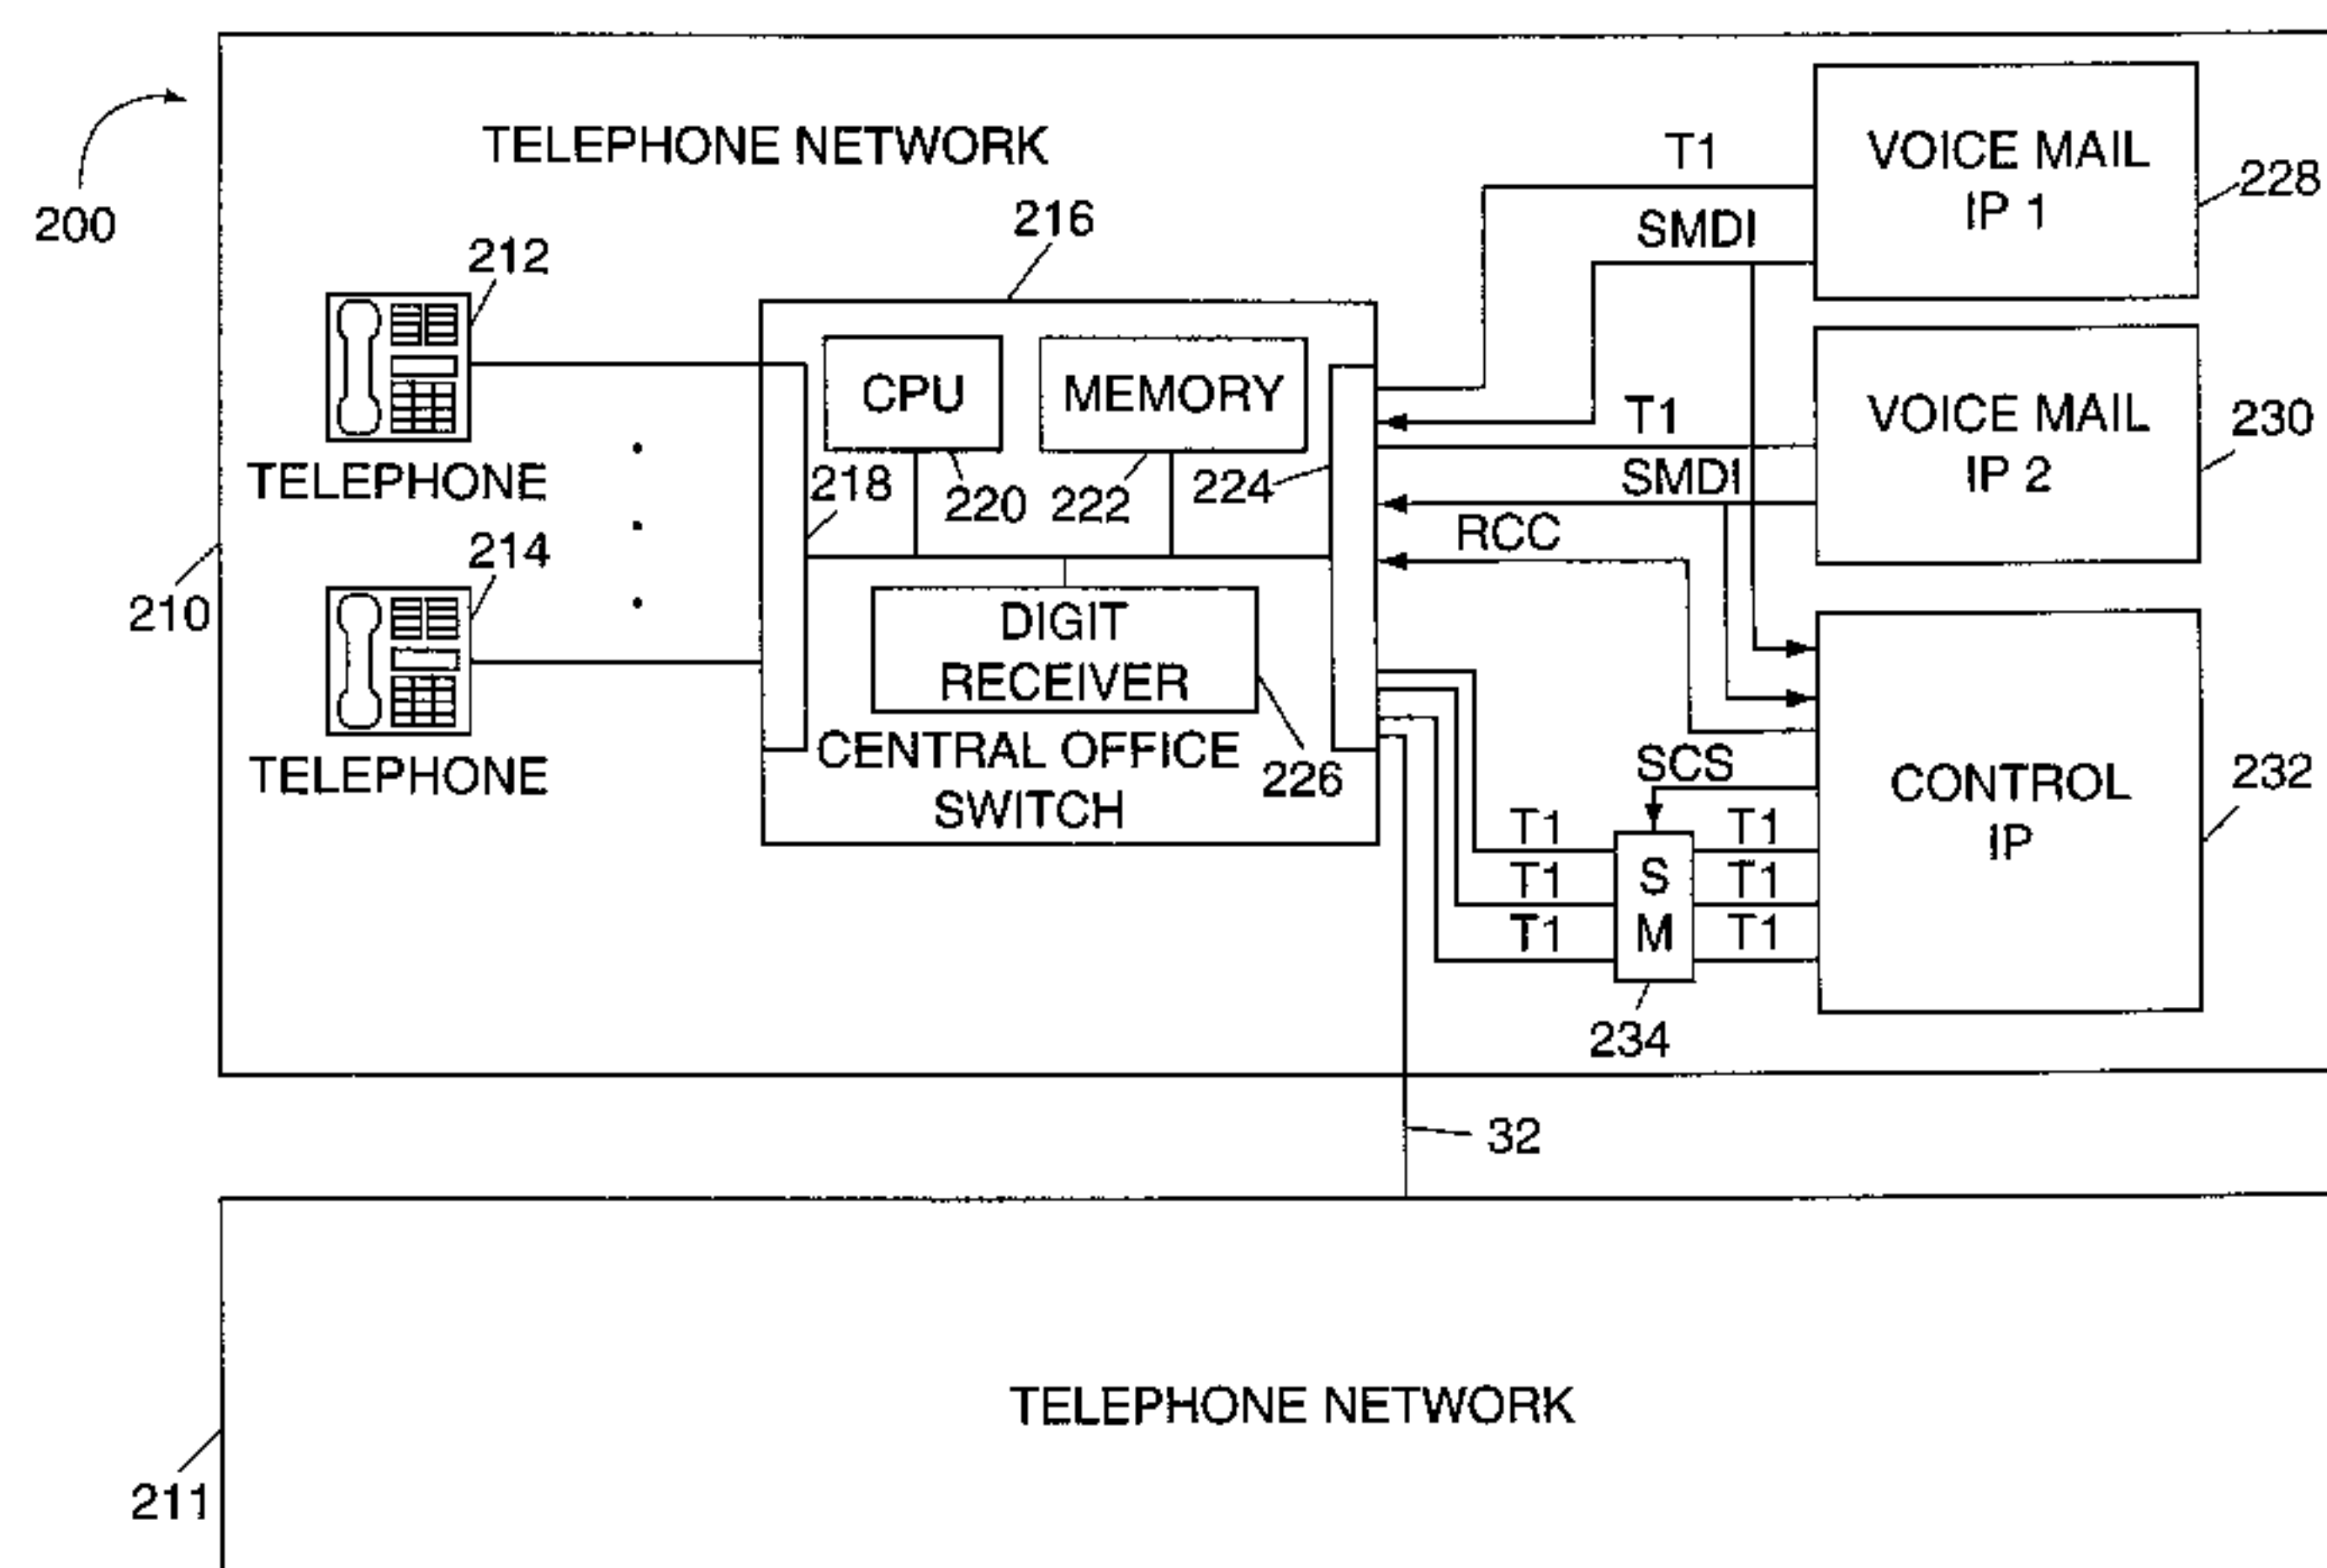 200
TELEPHONE NETWORK
T1
VOICE MAIL
IP 1
228
SMDI
216
212
TELEPHONE
CPU
MEMORY
T1
VOICE MAIL
IP 2
230
218
220
222
224
SMDI
RCC
210
214
TELEPHONE
DIGIT
RECEIVER
CENTRAL OFFICE
SWITCH
226
SCS
CONTROL
IP
232
T1
T1
T1
S
M
T1
T1
T1
234
32
TELEPHONE NETWORK
211